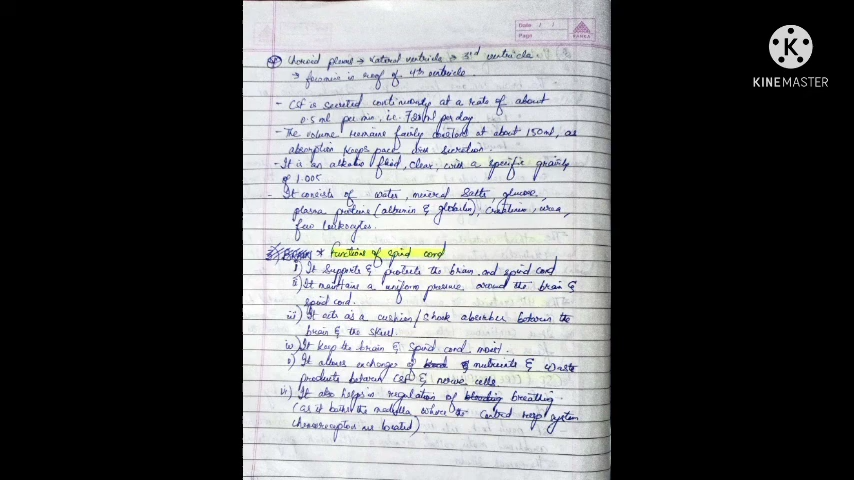 Date / /
Page
K
KINEMASTER
Choroid plexus → Lateral ventricle → 3rd ventricle
→ foramen in roof of 4th ventricle
- CSF is secreted continuously at a rate of about
0.5 ml per min, i.e. 720 ml per day
- The volume remains fairly constant at about 150ml, as
absorption keeps pace with secretion.
- It is an alkaline fluid, clear, with a specific gravity
of 1.005
- It consists of water, mineral salts, glucose,
plasma proteins (albumin & globulin), creatinine, urea,
few leukocytes.
* Functions of spinal cord
i) It supports & protects the brain and spinal cord
ii) It maintains a uniform pressure around the brain &
spinal cord.
iii) It acts as a cushion/shock absorber between the
brain & the skull.
iv) It keep the brain & spinal cord moist.
v) It allows exchange of nutrients & waste
products between CSF & nerve cells
vi) It also helps in regulation of breathing
(as it bathes the medulla where the central resp system
chemoreceptors are located)